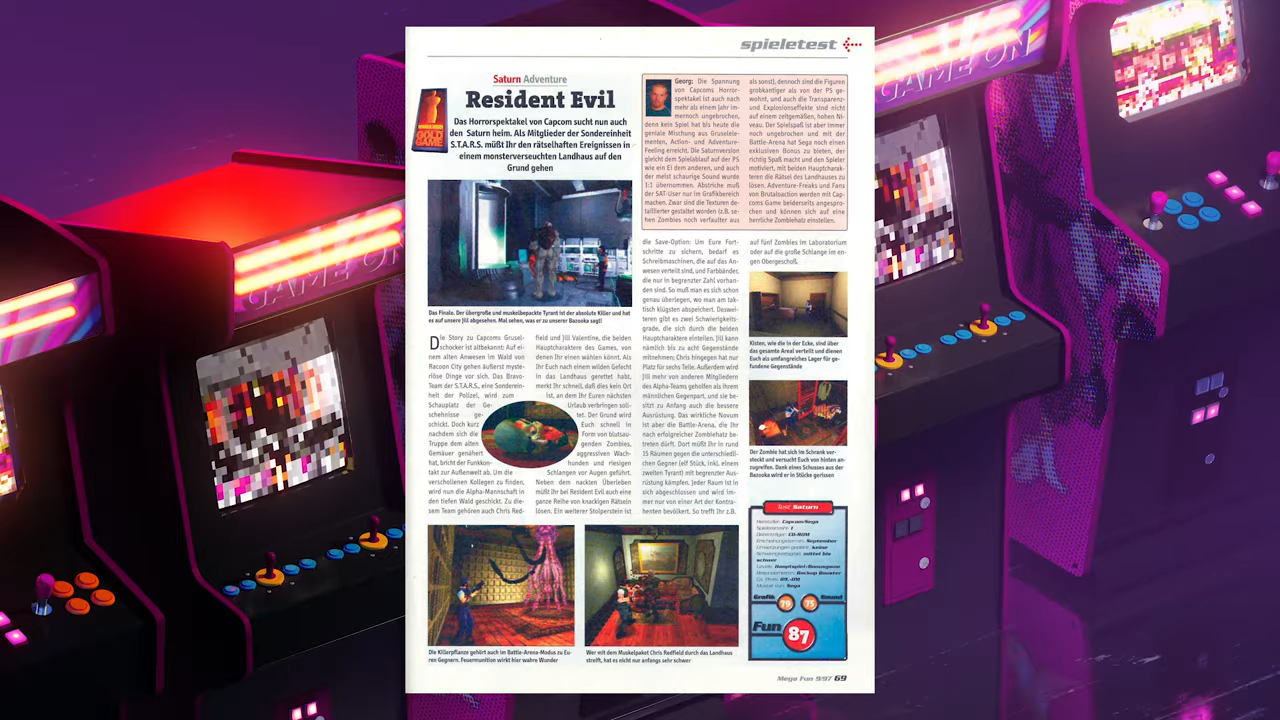 GAME ON
GAME ON
spieletest
Saturn Adventure
Resident Evil
GOLD
GAME
Das Horrorspektakel von Capcom sucht nun auch
den Saturn heim. Als Mitglieder der Sondereinheit
S.T.A.R.S. müßt Ihr den rätselhaften Ereignissen in
einem monsterverseuchten Landhaus auf den
Grund gehen
Georg: Die Spannung
von Capcoms Horror-
spektakel ist auch nach
mehr als einem Jahr im-
mernoch ungebrochen,
denn kein Spiel hat bis heute die
geniale Mischung aus Gruselele-
menten, Action- und Adventure-
Feeling erreicht. Die Saturnversion
gleicht dem Spielablauf auf der PS
wie ein Ei dem anderen, und auch
der meist schaurige Sound wurde
1:1 übernommen. Abstriche muß
der SAT-User nur im Grafikbereich
machen. Zwar sind die Texturen de-
taillierter gestaltet worden (z.B. se-
hen Zombies noch verfaulter aus
als sonst), dennoch sind die Figuren
grobkantiger als von der PS ge-
wohnt, und auch die Transparenz-
und Explosionseffekte sind nicht
auf einem zeitgemäßen, hohen Ni-
veau. Der Spielspaß ist aber immer
noch ungebrochen und mit der
Battle-Arena hat Sega noch einen
exklusiven Bonus zu bieten, der
richtig Spaß macht und den Spieler
motiviert, mit beiden Hauptcharak-
teren die Rätsel des Landhauses zu
lösen. Adventure-Freaks und Fans
von Brutaloaction werden mit Cap-
coms Game beiderseits angespro-
chen und können sich auf eine
herrliche Zombiehatz einstellen.
Das Finale. Der übergroße und muskelbepackte Tyrant ist der absolute Killer und hat
es auf unsere Jill abgesehen. Mal sehen, was er zu unserer Bazooka sagt!
Die Story zu Capcoms Grusel-
schocker ist altbekannt: Auf ei-
nem alten Anwesen im Wald von
Racoon City gehen äußerst myste-
riöse Dinge vor sich. Das Bravo-
Team der S.T.A.R.S., eine Sonderein-
heit der Polizei, wird zum
Schauplatz der Ge-
schehnisse ge-
schickt. Doch kurz
nachdem sich die
Truppe dem alten
Gemäuer genähert
hat, bricht der Funkkon-
takt zur Außenwelt ab. Um die
verschollenen Kollegen zu finden,
wird nun die Alpha-Mannschaft in
den tiefen Wald geschickt. Zu die-
sem Team gehören auch Chris Red-
field und Jill Valentine, die beiden
Hauptcharaktere des Games, von
denen Ihr einen wählen könnt. Als
Ihr Euch nach einem wilden Gefecht
in das Landhaus gerettet habt,
merkt Ihr schnell, daß dies kein Ort
ist, an dem Ihr Euren nächsten
Urlaub verbringen soll-
tet. Der Grund wird
Euch schnell in
Form von blutsau-
genden Zombies,
aggressiven Wach-
hunden und riesigen
Schlangen vor Augen geführt.
Neben dem nackten Überleben
müßt Ihr bei Resident Evil auch eine
ganze Reihe von knackigen Rätseln
lösen. Ein weiterer Stolperstein ist
die Save-Option: Um Eure Fort-
schritte zu sichern, bedarf es
Schreibmaschinen, die auf das An-
wesen verteilt sind, und Farbbänder,
die nur in begrenzter Zahl vorhan-
den sind. So muß man es sich schon
genau überlegen, wo man am tak-
tisch klügsten abspeichert. Deswei-
teren gibt es zwei Schwierigkeits-
grade, die sich durch die beiden
Hauptcharaktere einteilen. Jill kann
nämlich bis zu acht Gegenstände
mitnehmen; Chris hingegen hat nur
Platz für sechs Teile. Außerdem wird
Jill mehr von anderen Mitgliedern
des Alpha-Teams geholfen als ihrem
männlichen Gegenpart, und sie be-
sitzt zu Anfang auch die bessere
Ausrüstung. Das wirkliche Novum
ist aber die Battle-Arena, die Ihr
nach erfolgreicher Zombiehatz be-
treten dürft. Dort müßt Ihr in rund
15 Räumen gegen die unterschiedli-
chen Gegner (elf Stück, inkl. einem
zweiten Tyrant) mit begrenzter Aus-
rüstung kämpfen. Jeder Raum ist in
sich abgeschlossen und wird im-
mer nur von einer Art der Kontra-
henten bevölkert. So trefft Ihr z.B.
auf fünf Zombies im Laboratorium
oder auf die große Schlange im en-
gen Obergeschoß.
Kisten, wie die in der Ecke, sind über
das gesamte Areal verteilt und dienen
Euch als umfangreiches Lager für ge-
fundene Gegenstände
Der Zombie hat sich im Schrank ver-
steckt und versucht Euch von hinten an-
zugreifen. Dank eines Schusses aus der
Bazooka wird er in Stücke gerissen
Die Killerpflanze gehört auch im Battle-Arena-Modus zu Eu-
ren Gegnern. Feuermunition wirkt hier wahre Wunder
Wer mit dem Muskelpaket Chris Redfield durch das Landhaus
streift, hat es nicht nur anfangs sehr schwer
Test Saturn
Hersteller: Capcom/Sega
Spieleranzahl: 1
Datenträger: CD-ROM
Erscheinungstermin: September
Umsetzungen geplant: keine
Schwierigkeitsgrad: mittel bis
schwer
Muster von: Sega
Grafik
79
75
Sound
Fun
87
Mega Fun 9/97 69